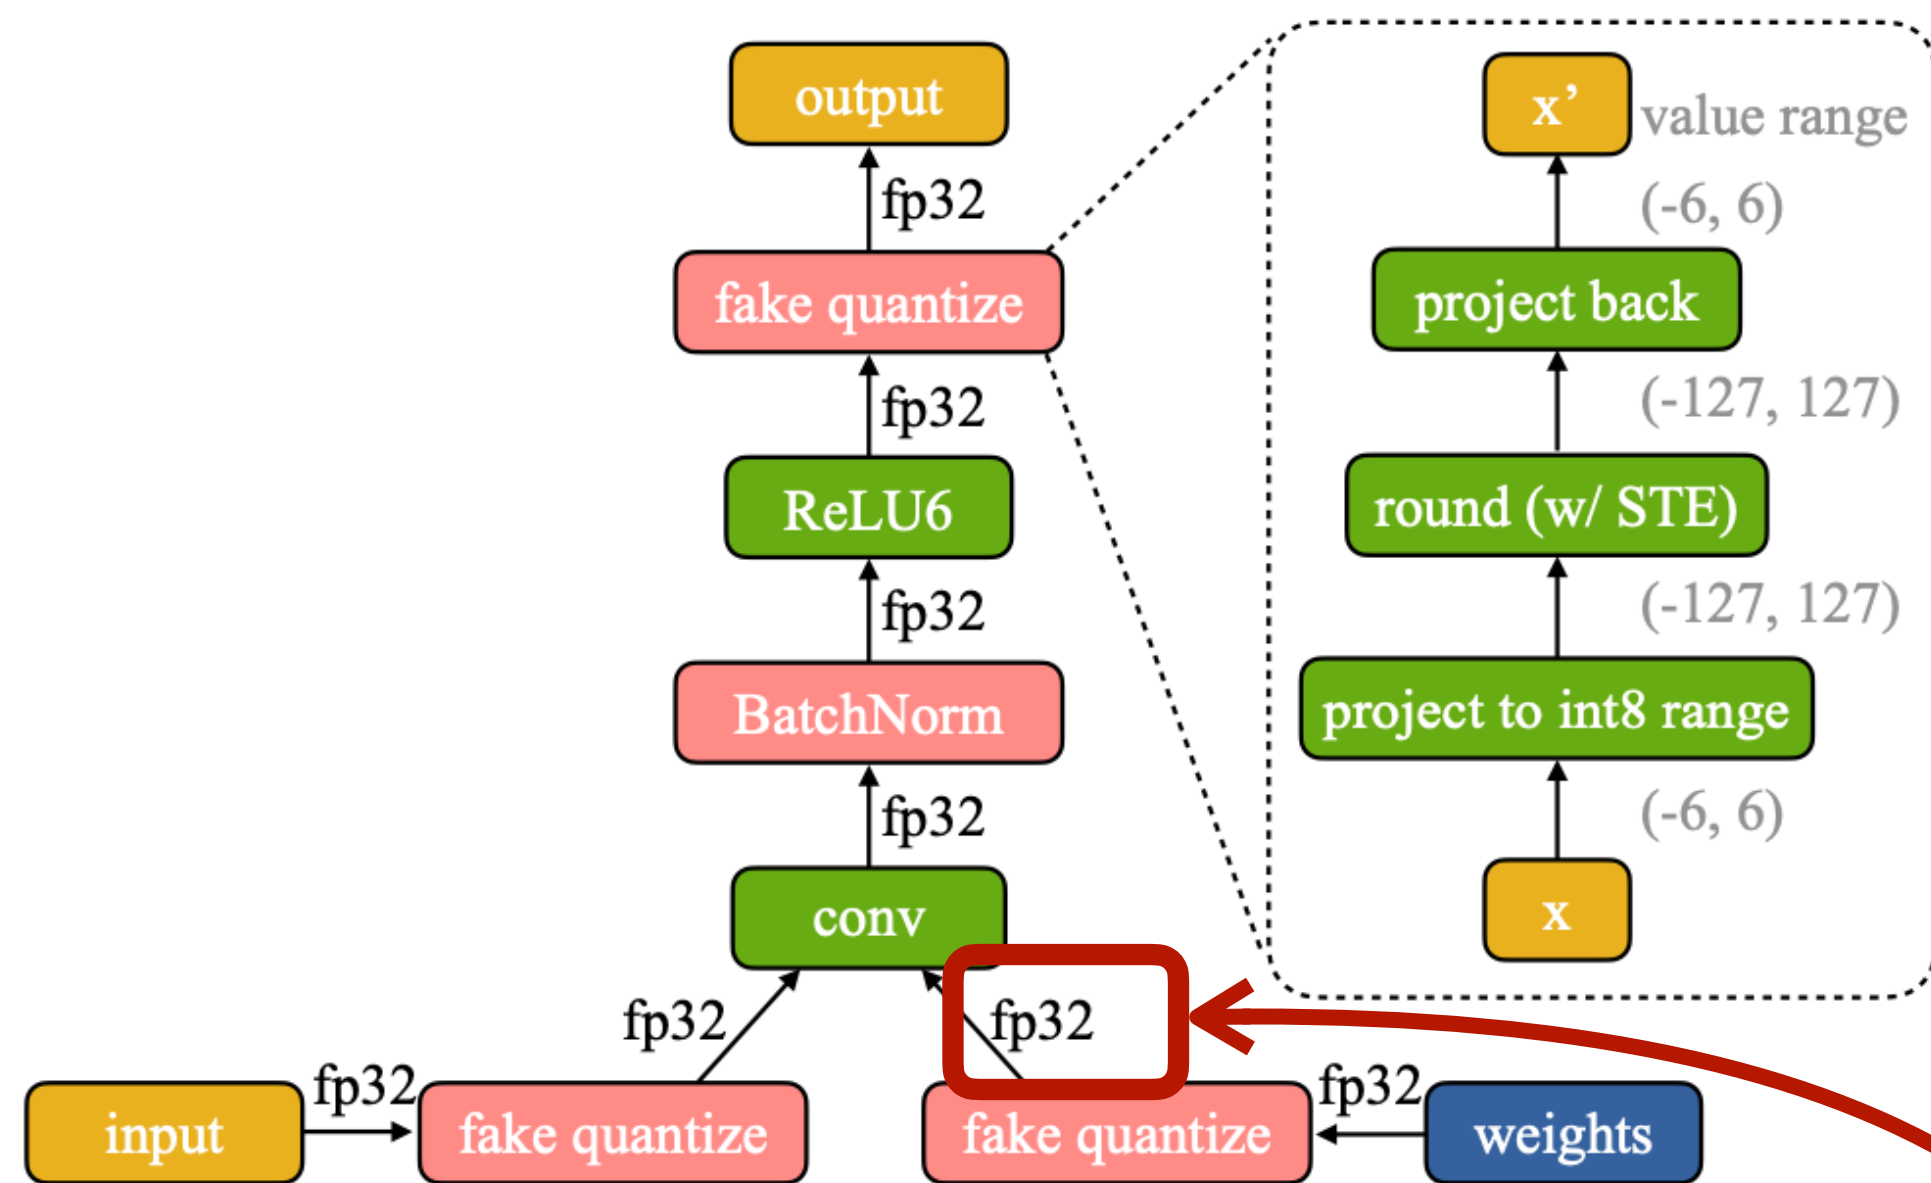 output
fp32
fake quantize
fp32
ReLU6
fp32
BatchNorm
fp32
conv
fp32
fp32
input
fp32
fake quantize
fake quantize
fp32
weights
x’
value range
(-6, 6)
project back
(-127, 127)
round (w/ STE)
(-127, 127)
project to int8 range
(-6, 6)
x